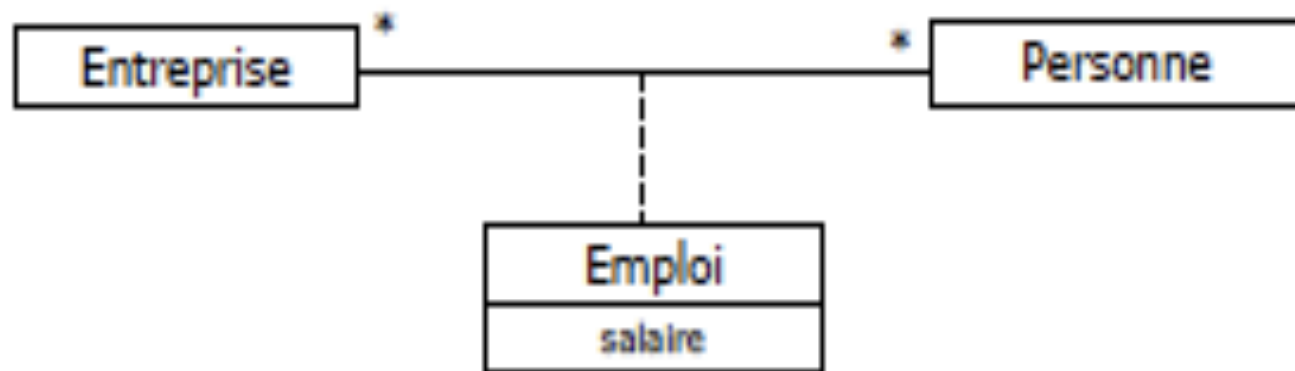 Entreprise
*
*
Personne
Emploi
salaire